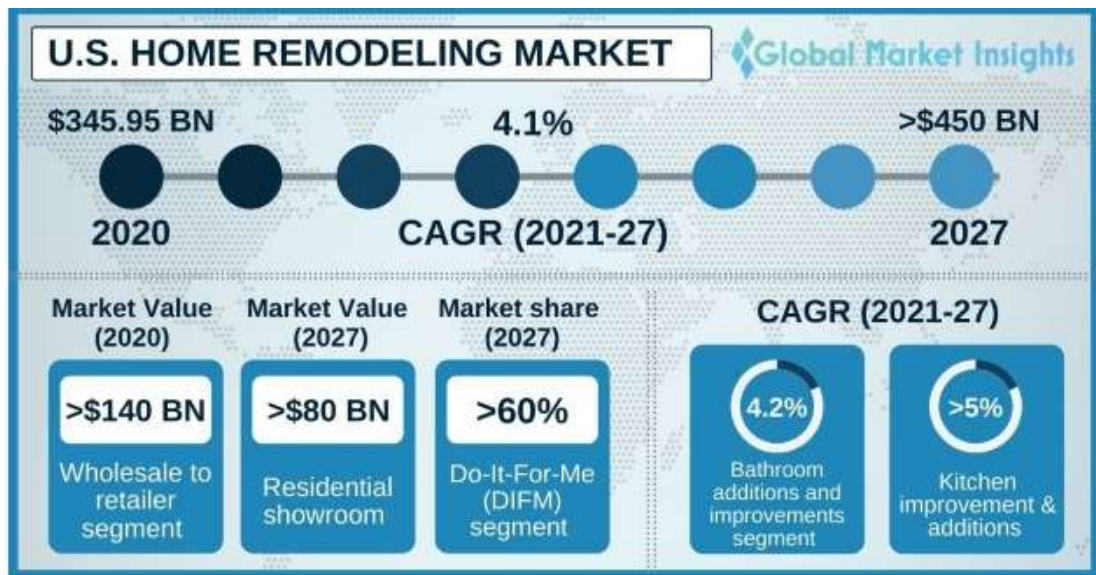 U.S. HOME REMODELING MARKET
Global Market Insights
$345.95 BN
4.1%
>$450 BN
2020
CAGR (2021-27)
2027
Market Value
(2020)
>$140 BN
Wholesale to
retailer
segment
Market Value
(2027)
>$80 BN
Residential
showroom
Market share
(2027)
>60%
Do-It-For-Me
(DIFM)
segment
CAGR (2021-27)
4.2%
Bathroom
additions and
improvements
segment
>5%
Kitchen
improvement &
additions